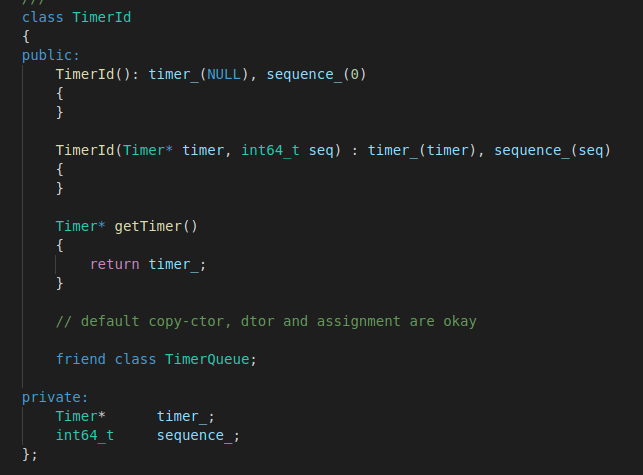 ///
class TimerId
{
public:
    TimerId(): timer_(NULL), sequence_(0)
    {
    }

    TimerId(Timer* timer, int64_t seq) : timer_(timer), sequence_(seq)
    {
    }

    Timer* getTimer()
    {
        return timer_;
    }

    // default copy-ctor, dtor and assignment are okay

    friend class TimerQueue;

private:
    Timer*      timer_;
    int64_t     sequence_;
};